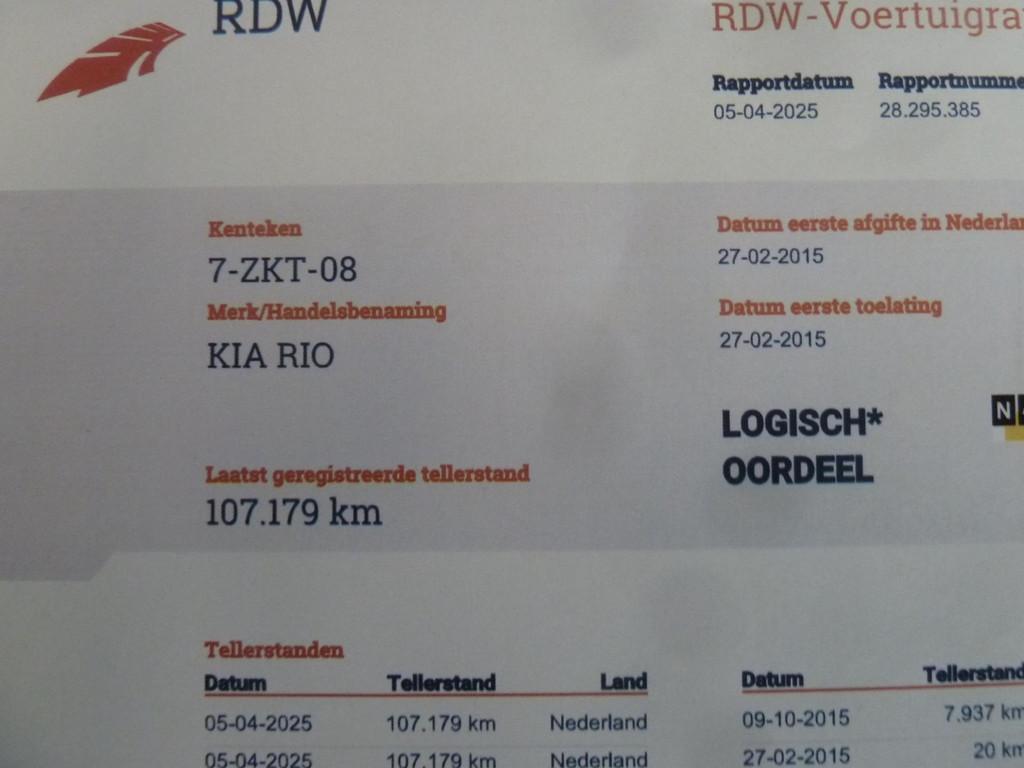 RDW
RDW-Voertuigra
Rapportdatum Rapportnumme
05-04-2025 28.295.385
Kenteken
7-ZKT-08
Merk/Handelsbenaming
KIA RIO
Laatst geregistreerde tellerstand
107.179 km
Datum eerste afgifte in Nederlan
27-02-2015
Datum eerste toelating
27-02-2015
LOGISCH*
OORDEEL
N
Tellerstanden
Datum Tellerstand Land
05-04-2025 107.179 km Nederland
05-04-2025 107.179 km Nederland
Datum Tellerstand
09-10-2015 7.937 km
27-02-2015 20 km